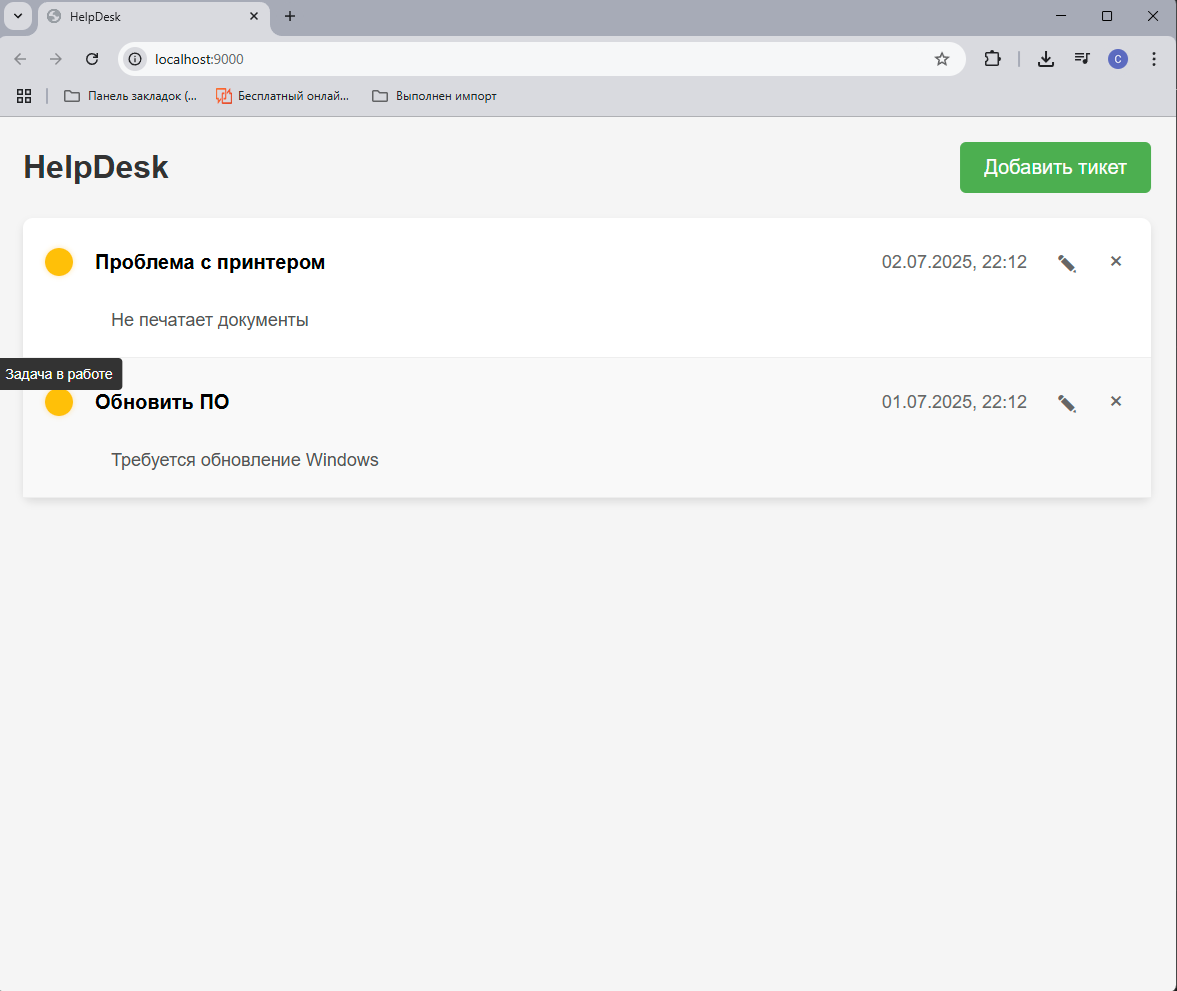 HelpDesk
localhost:9000
Панель закладок (...
Бесплатный онлай...
Выполнен импорт
C
HelpDesk
Добавить тикет
Проблема с принтером
02.07.2025, 22:12
Не печатает документы
Задача в работе
Обновить ПО
01.07.2025, 22:12
Требуется обновление Windows